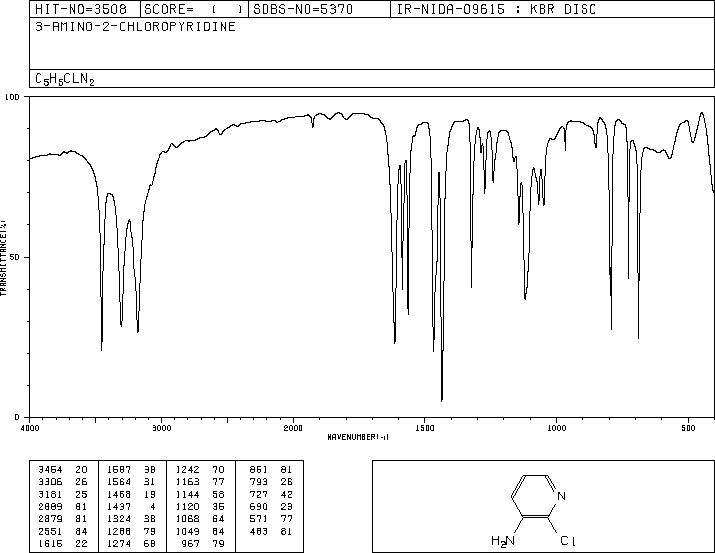 HIT-NO=3508 SCORE= ( ) SDBS-NO=5370 IR-NIDA-09615 : KBR DISC
3-AMINO-2-CHLOROPYRIDINE
C5H5CLN2
100
TRANSMITTANCE(%)
50
0
4000 3000 2000 1500 1000 500
WAVENUMBER(-1)
3454 20 1587 38 1242 70 851 81
3306 26 1564 31 1163 77 793 26
3181 25 1468 19 1144 58 727 42
2889 81 1437 4 1120 35 690 23
2879 81 1324 38 1068 64 571 77
2551 84 1288 79 1049 64 483 81
1615 22 1274 68 967 79
N
H2N Cl